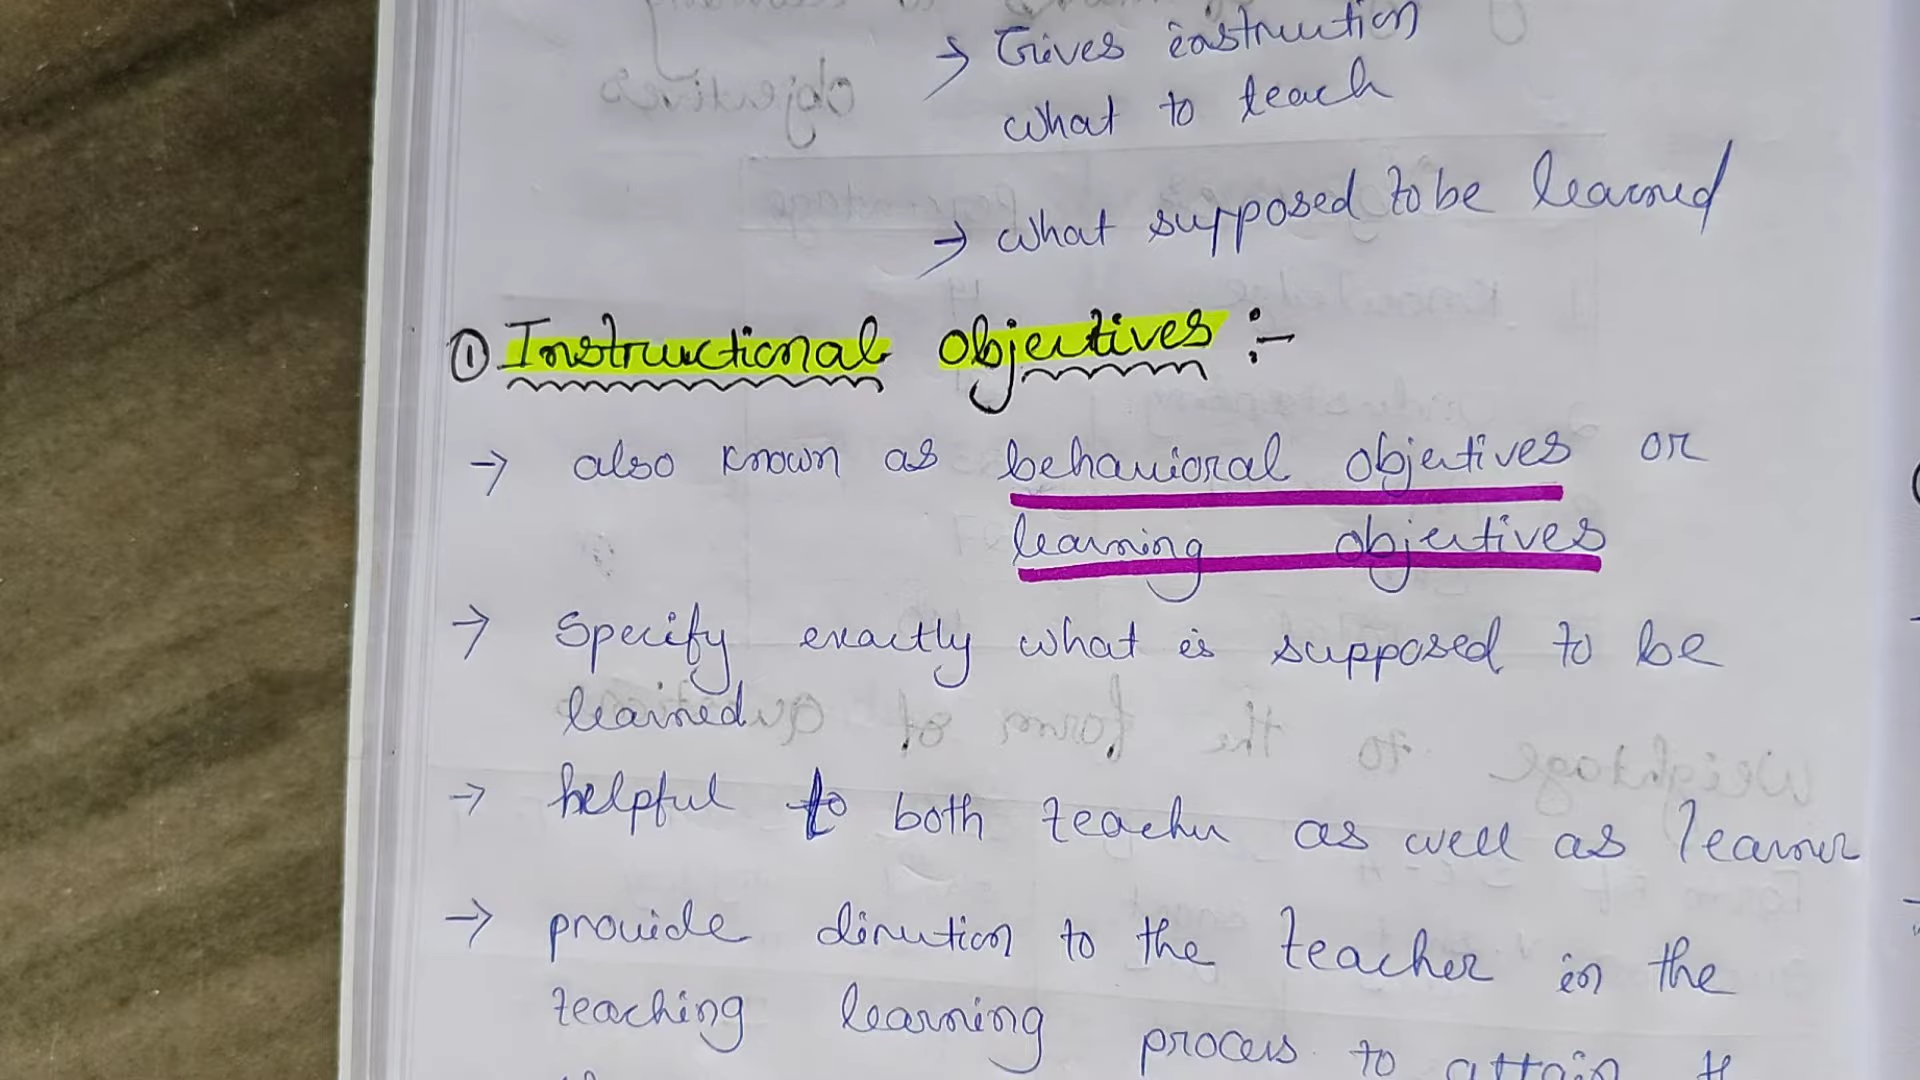 → Gives instruction
what to teach
→ what supposed to be learned
① Instructional objectives :-
→ also known as behavioral objectives or
learning objectives
→ Specify exactly what is supposed to be
learned
→ helpful to both teacher as well as learner
→ provide direction to the teacher in the
teaching learning process to attain